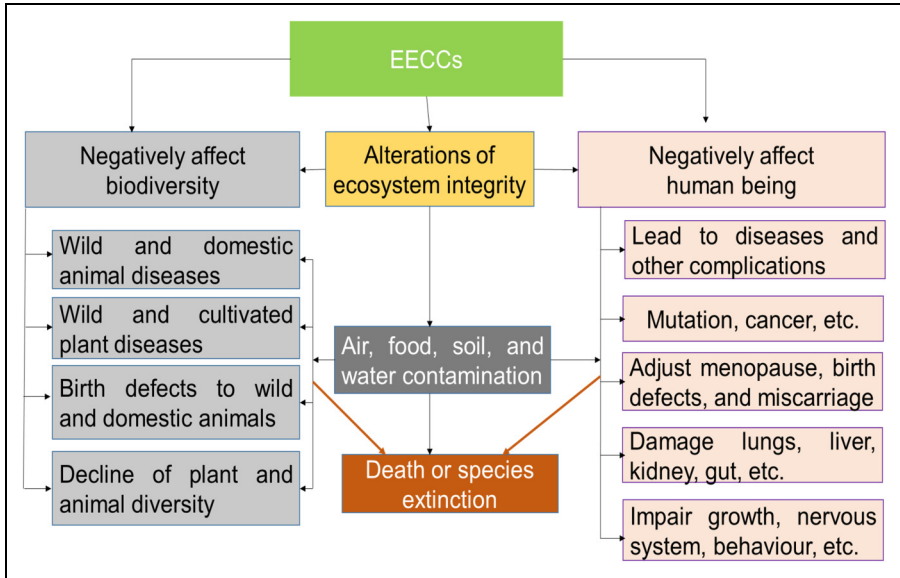 EECCs
Negatively affect
biodiversity
Alterations of
ecosystem integrity
Negatively affect
human being
Wild and domestic
animal diseases
Wild and cultivated
plant diseases
Birth defects to wild
and domestic animals
Decline of plant and
animal diversity
Air, food, soil, and
water contamination
Death or species
extinction
Lead to diseases and
other complications
Mutation, cancer, etc.
Adjust menopause, birth
defects, and miscarriage
Damage lungs, liver,
kidney, gut, etc.
Impair growth, nervous
system, behaviour, etc.